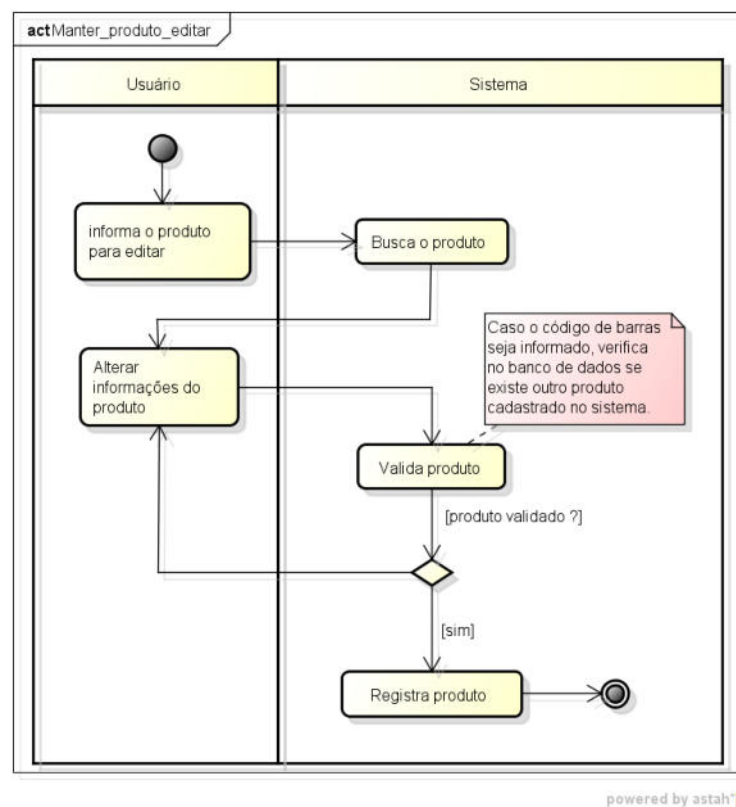 act Manter_produto_editar
Usuário
Sistema
informa o produto
para editar
Busca o produto
Caso o código de barras
seja informado, verifica
no banco de dados se
existe outro produto
cadastrado no sistema.
Alterar
informações do
produto
Valida produto
[produto validado ?]
[sim]
Registra produto
powered by astah*